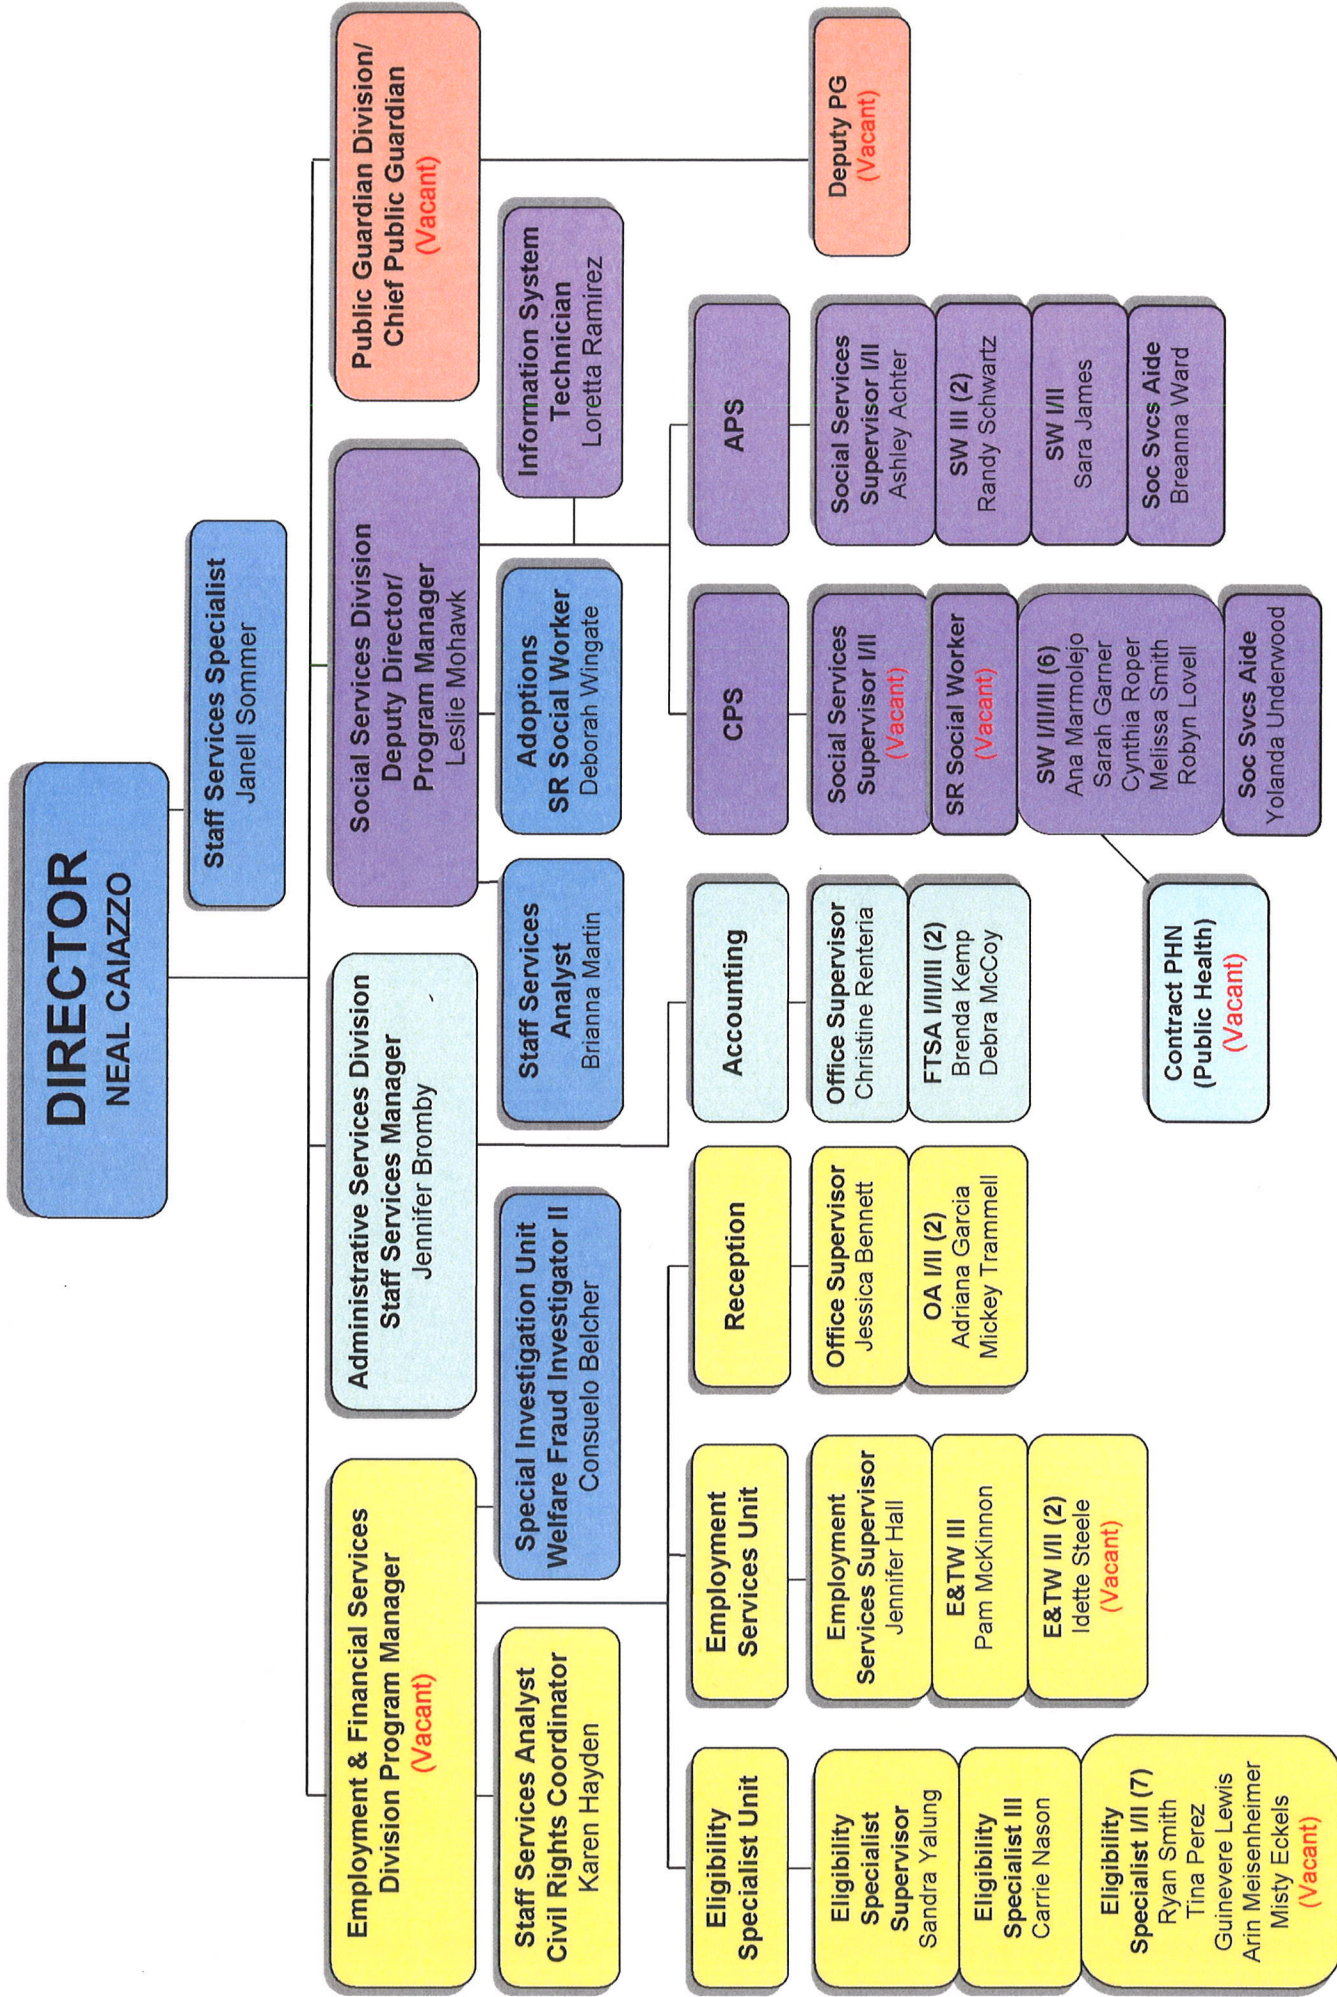 DIRECTOR
NEAL CAIAZZO
Staff Services Specialist
Janell Sommer
Employment & Financial Services
Division Program Manager
(Vacant)
Administrative Services Division
Staff Services Manager
Jennifer Bromby
Social Services Division
Deputy Director/
Program Manager
Leslie Mohawk
Public Guardian Division/
Chief Public Guardian
(Vacant)
Staff Services Analyst
Civil Rights Coordinator
Karen Hayden
Special Investigation Unit
Welfare Fraud Investigator II
Consuelo Belcher
Staff Services
Analyst
Brianna Martin
Adoptions
SR Social Worker
Deborah Wingate
Information System
Technician
Loretta Ramirez
Eligibility
Specialist Unit
Eligibility
Specialist
Supervisor
Sandra Yalung
Eligibility
Specialist III
Carrie Nason
Eligibility
Specialist I/II (7)
Ryan Smith
Tina Perez
Guinevere Lewis
Arin Meisenheimer
Misty Eckels
(Vacant)
Employment
Services Unit
Employment
Services Supervisor
Jennifer Hall
E&TW III
Pam McKinnon
E&TW I/II (2)
Idette Steele
(Vacant)
Reception
Office Supervisor
Jessica Bennett
OA I/II (2)
Adriana Garcia
Mickey Trammell
Accounting
Office Supervisor
Christine Renteria
FTSA I/II/III (2)
Brenda Kemp
Debra McCoy
CPS
Social Services
Supervisor I/II
(Vacant)
SR Social Worker
(Vacant)
SW I/II/III (6)
Ana Marmolejo
Sarah Garner
Cynthia Roper
Melissa Smith
Robyn Lovell
Soc Svcs Aide
Yolanda Underwood
Contract PHN
(Public Health)
(Vacant)
APS
Social Services
Supervisor I/II
Ashley Achter
SW III (2)
Randy Schwartz
SW I/II
Sara James
Soc Svcs Aide
Breanna Ward
Deputy PG
(Vacant)